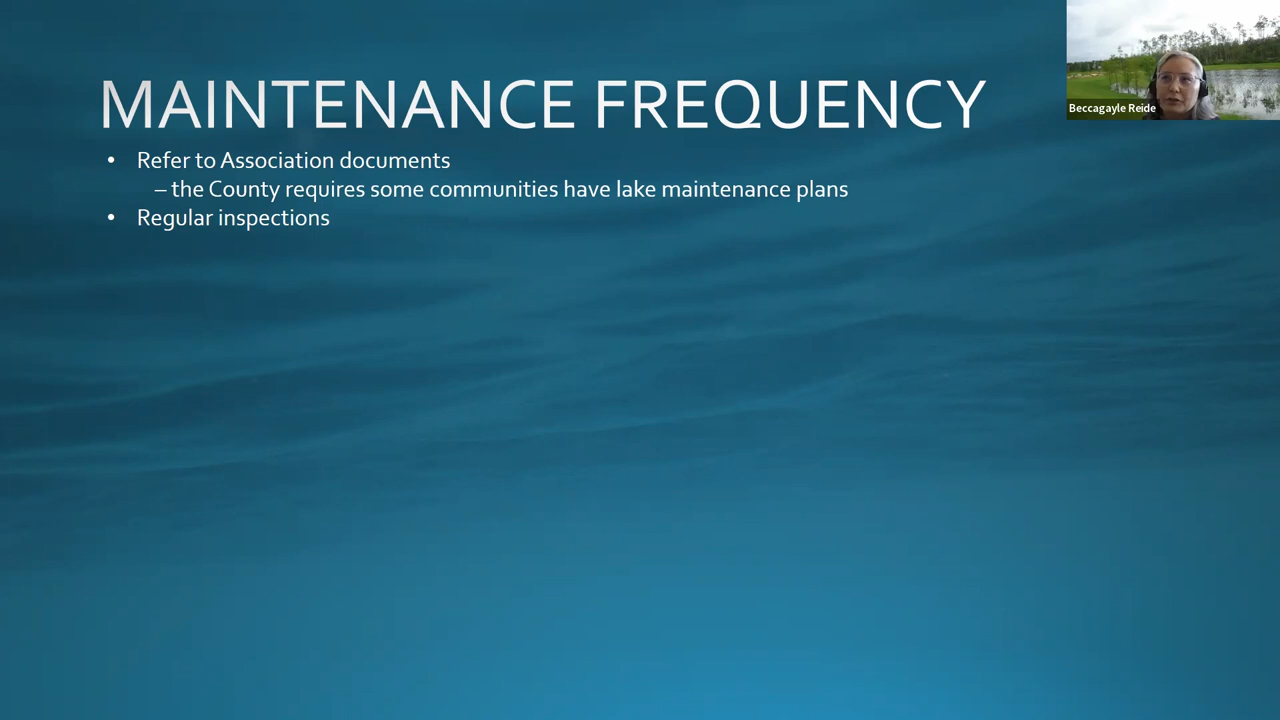 MAINTENANCE FREQUENCY
• Refer to Association documents
– the County requires some communities have lake maintenance plans
• Regular inspections
Beccagayle Reide